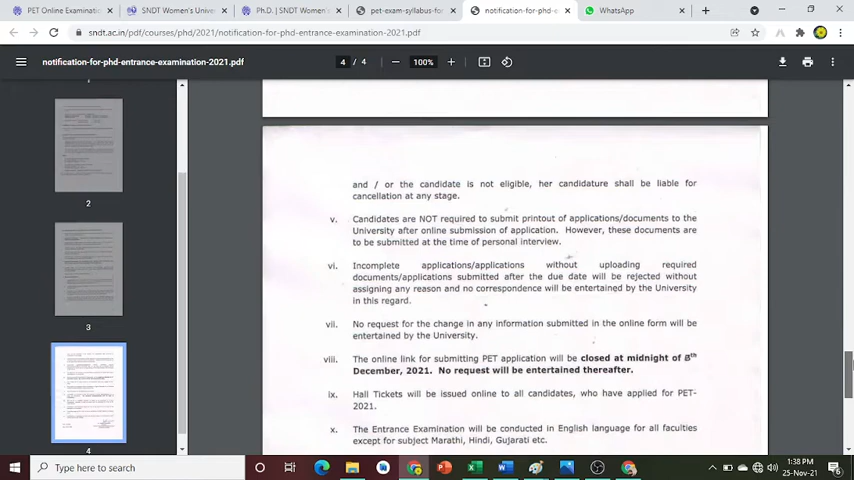 PET Online Examinatio
SNDT Women's Univer
Ph.D. | SNDT Women's
pet-exam-syllabus-for
notification-for-phd-e
WhatsApp
sndt.ac.in/pdf/courses/phd/2021/notification-for-phd-entrance-examination-2021.pdf
notification-for-phd-entrance-examination-2021.pdf
4 / 4
100%
2
3
4
and / or the candidate is not eligible, her candidature shall be liable for
cancellation at any stage.
v. Candidates are NOT required to submit printout of applications/documents to the
University after online submission of application. However, these documents are
to be submitted at the time of personal interview.
vi. Incomplete applications/applications without uploading required
documents/applications submitted after the due date will be rejected without
assigning any reason and no correspondence will be entertained by the University
in this regard.
vii. No request for the change in any information submitted in the online form will be
entertained by the University.
viii. The online link for submitting PET application will be closed at midnight of 8th
December, 2021. No request will be entertained thereafter.
ix. Hall Tickets will be issued online to all candidates, who have applied for PET-
2021.
x. The Entrance Examination will be conducted in English language for all faculties
except for subject Marathi, Hindi, Gujarati etc.
Type here to search
1:38 PM
25-Nov-21
6